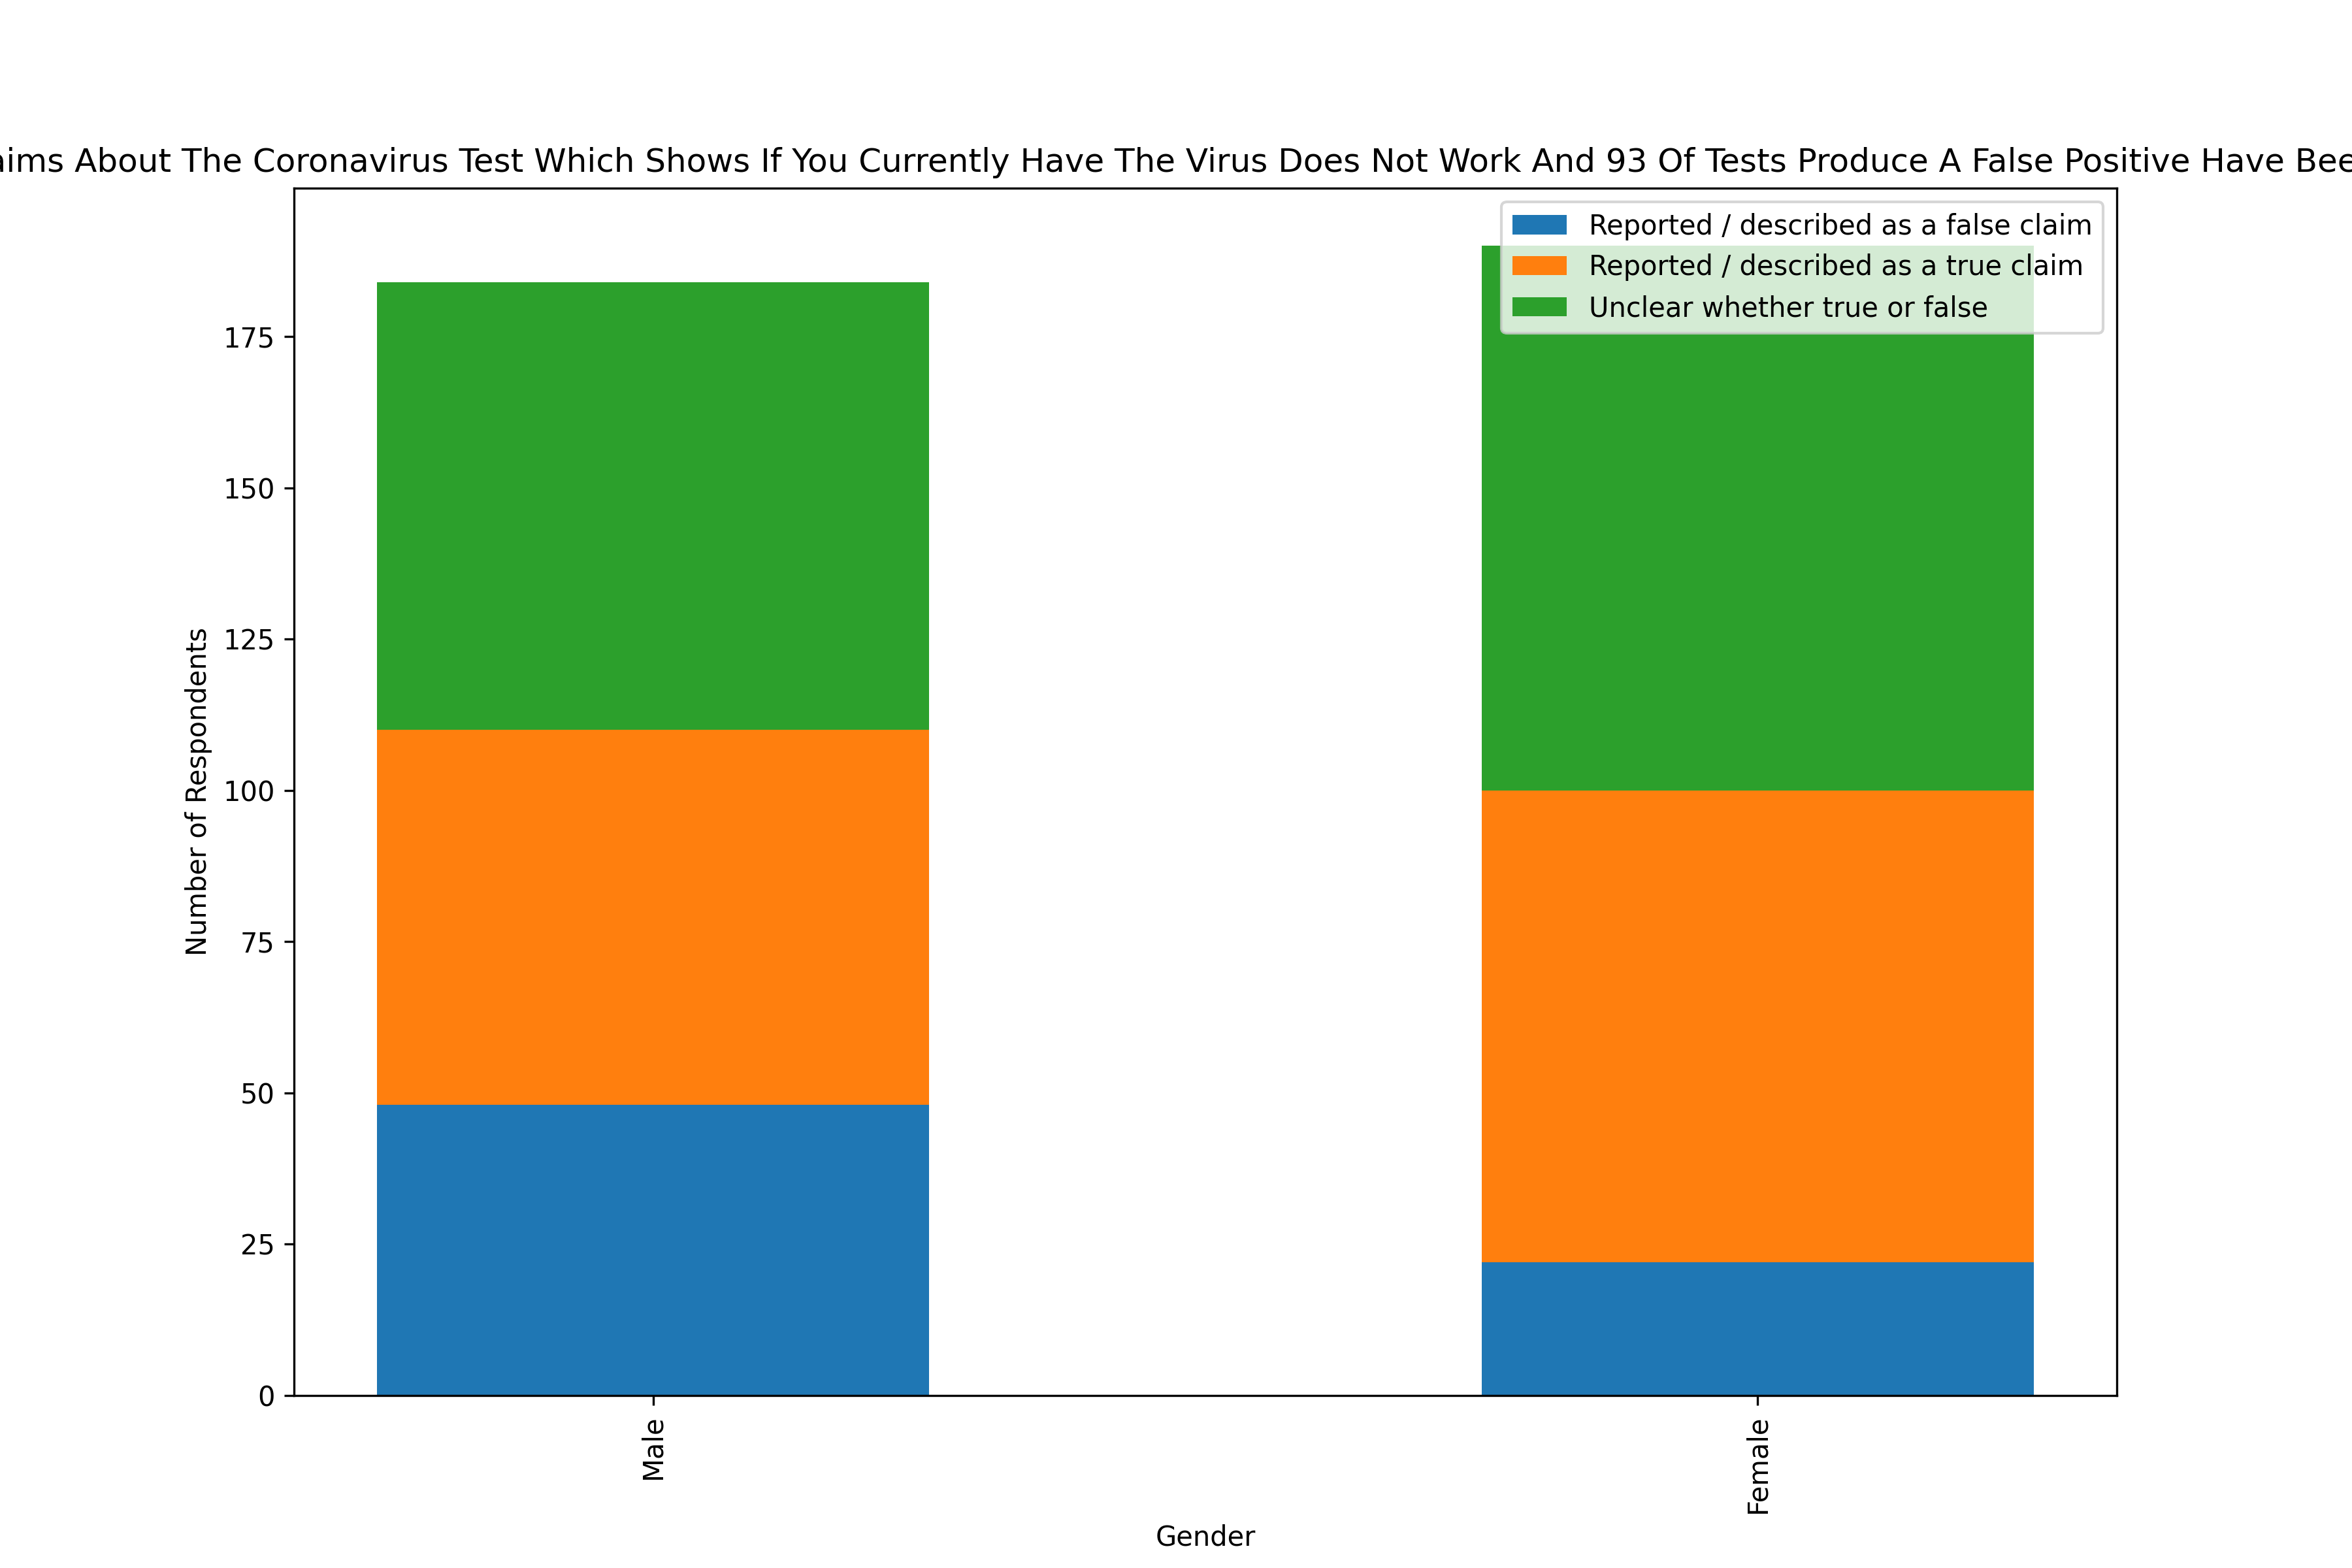 About The Coronavirus Test Which Shows If You Currently Have The Virus Does Not Work And 93 Of Tests Produce A False Positive Have
Reported / described as a false claim
Reported / described as a true claim
Unclear whether true or false
175
150
125
100
75
50
25
0
Number of Respondents
Male
Female
Gender